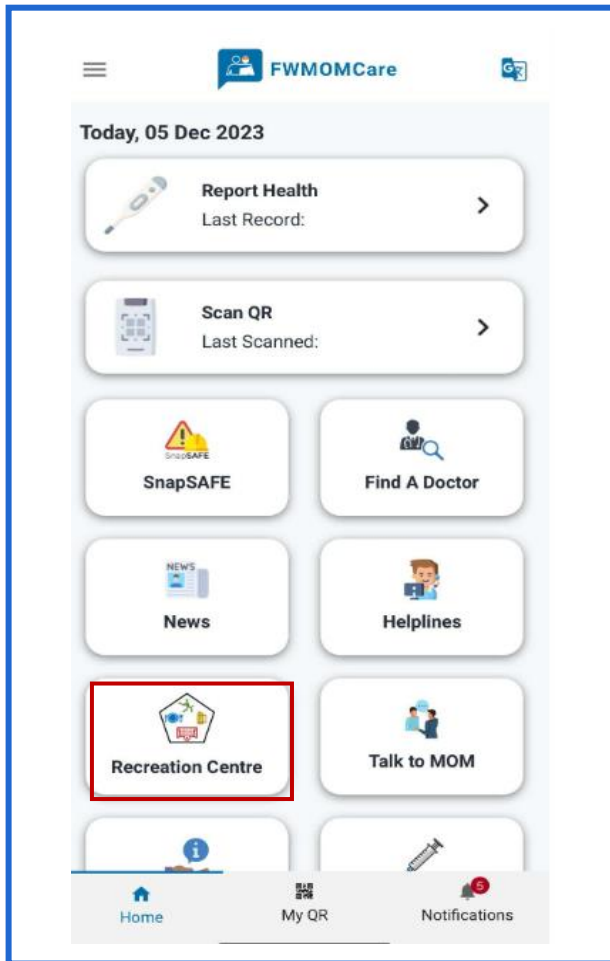 FWMOMCare
Today, 05 Dec 2023
Report Health
Last Record:
Scan QR
Last Scanned:
SnapSAFE
SnapSAFE
Find A Doctor
NEWS
News
Helplines
Recreation Centre
Talk to MOM
5
Home
My QR
Notifications